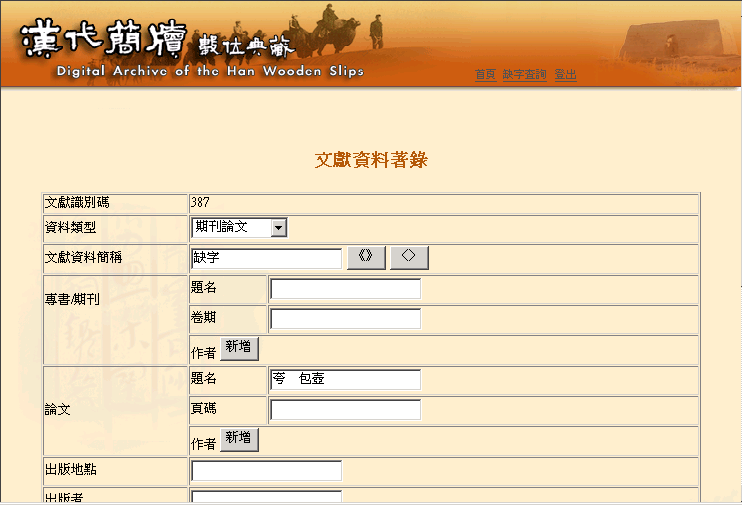 漢代簡牘 數位典藏
Digital Archive of the Han Wooden Slips
首頁 缺字查詢 登出
文獻資料著錄
文獻識別碼 387
資料類型 期刊論文
文獻資料簡稱 缺字 《》 ◇
專書/期刊
題名
卷期
作者 新增
論文
題名 夸　包壺
頁碼
作者 新增
出版地點
出版者